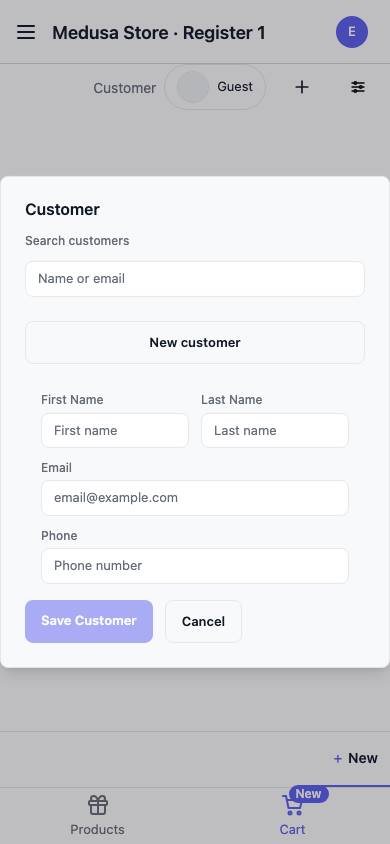 Medusa Store · Register 1
E
Customer
Guest
Customer
Search customers
Name or email
New customer
First Name
Last Name
First name
Last name
Email
email@example.com
Phone
Phone number
Save Customer
Cancel
+ New
New
Products
Cart